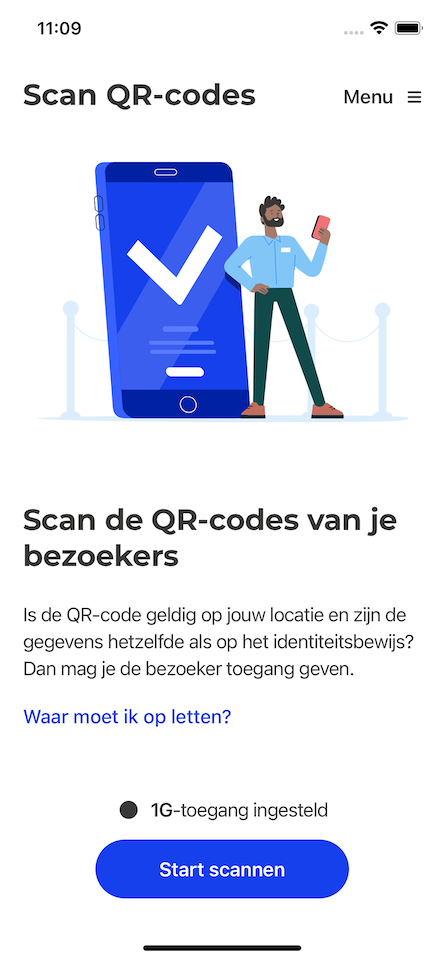 11:09
Scan QR-codes
Menu
Scan de QR-codes van je
bezoekers
Is de QR-code geldig op jouw locatie en zijn de
gegevens hetzelfde als op het identiteitsbewijs?
Dan mag je de bezoeker toegang geven.
Waar moet ik op letten?
1G-toegang ingesteld
Start scannen